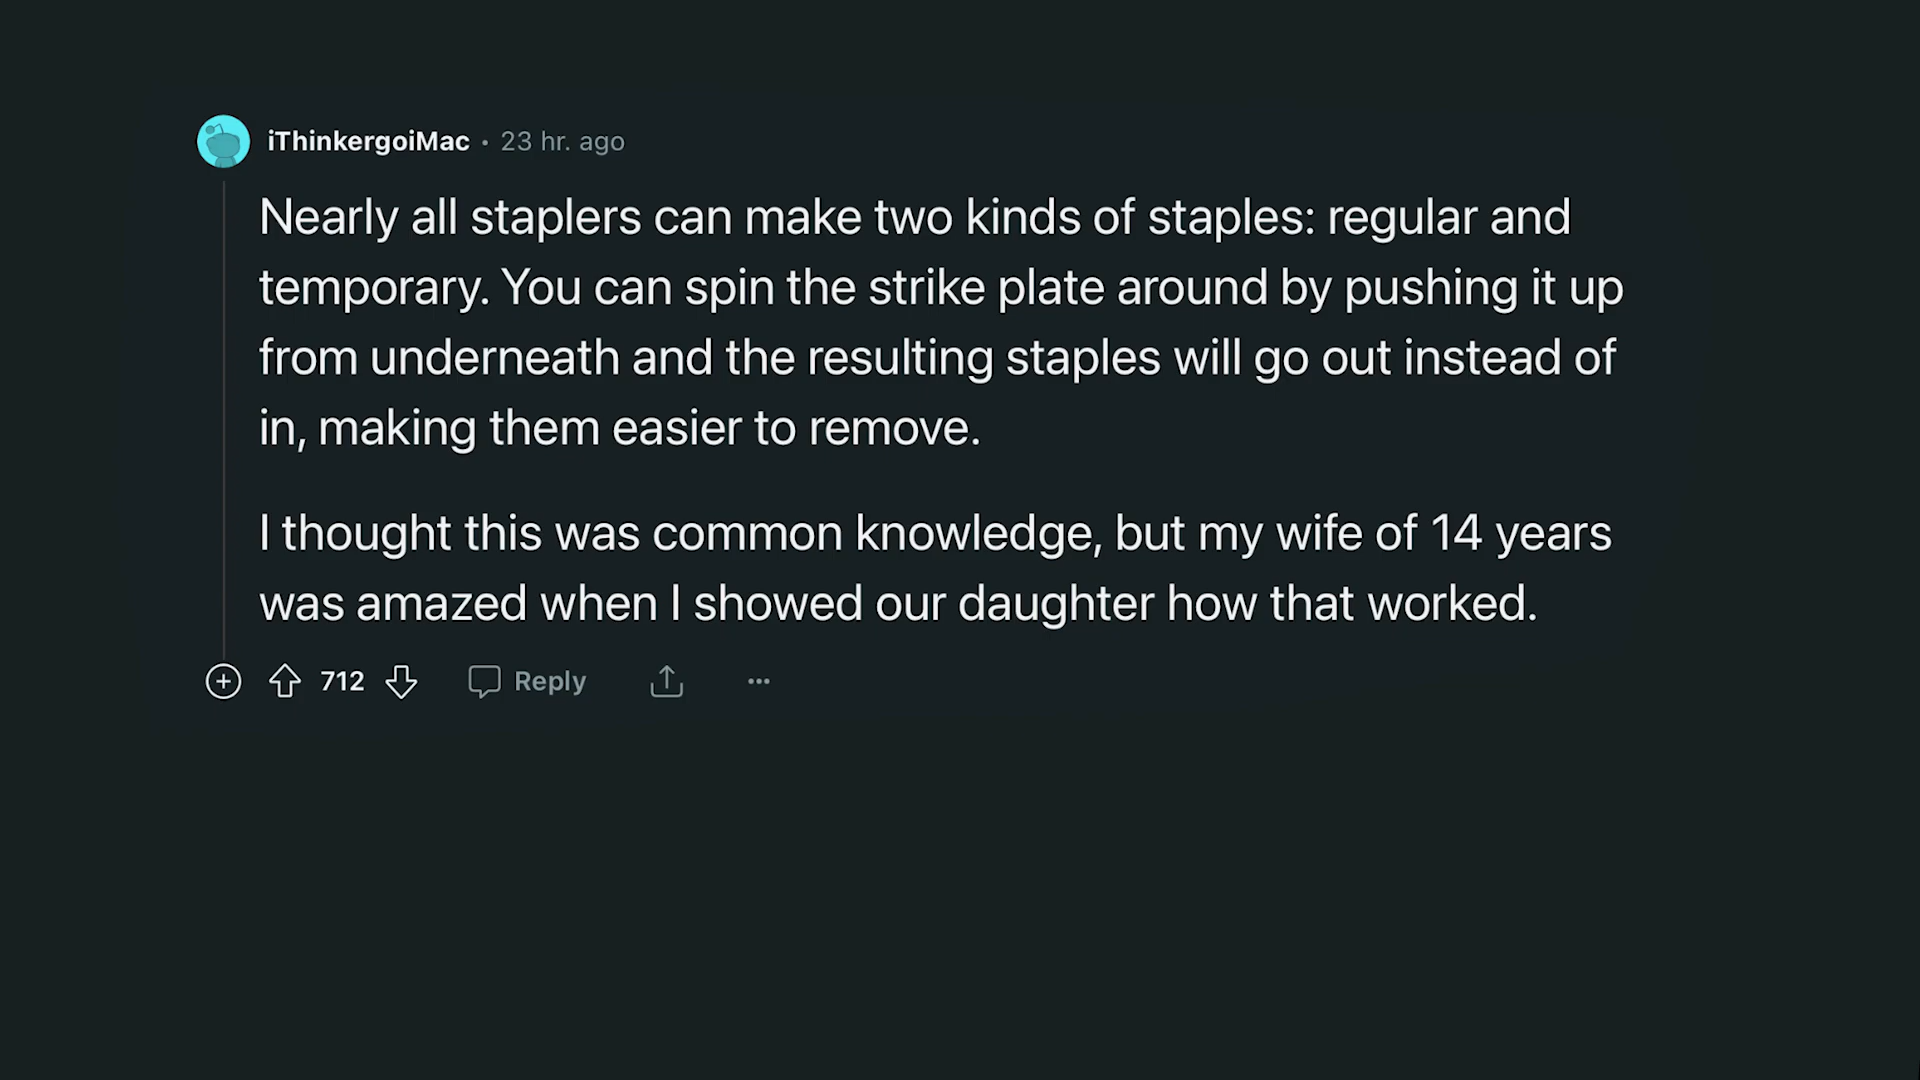 iThinkergoiMac · 23 hr. ago
Nearly all staplers can make two kinds of staples: regular and
temporary. You can spin the strike plate around by pushing it up
from underneath and the resulting staples will go out instead of
in, making them easier to remove.
I thought this was common knowledge, but my wife of 14 years
was amazed when I showed our daughter how that worked.
712 Reply